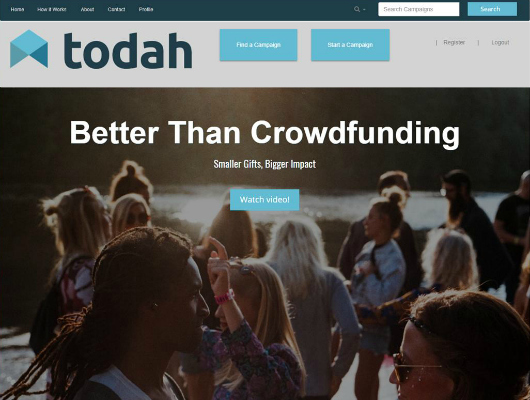 Home How It Works About Contact Profile Search Campaigns Search
todah Find a Campaign Start a Campaign | Register | Logout
Better Than Crowdfunding
Smaller Gifts, Bigger Impact
Watch video!